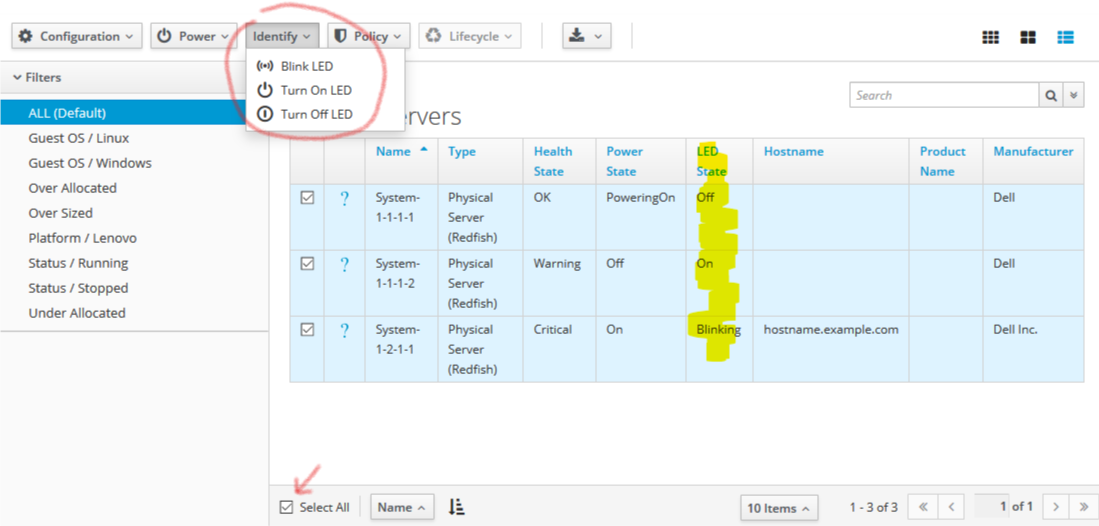 Configuration Power Identify Policy Lifecycle
Blink LED
Turn On LED
Turn Off LED
Filters
ALL (Default)
Guest OS / Linux
Guest OS / Windows
Over Allocated
Over Sized
Platform / Lenovo
Status / Running
Status / Stopped
Under Allocated
Search
ervers
Name Type Health State Power State LED State Hostname Product Name Manufacturer
System-1-1-1-1 Physical Server (Redfish) OK PoweringOn Off Dell
System-1-1-1-2 Physical Server (Redfish) Warning Off On Dell
System-1-2-1-1 Physical Server (Redfish) Critical On Blinking hostname.example.com Dell Inc.
Select All Name 10 Items 1 - 3 of 3 1 of 1